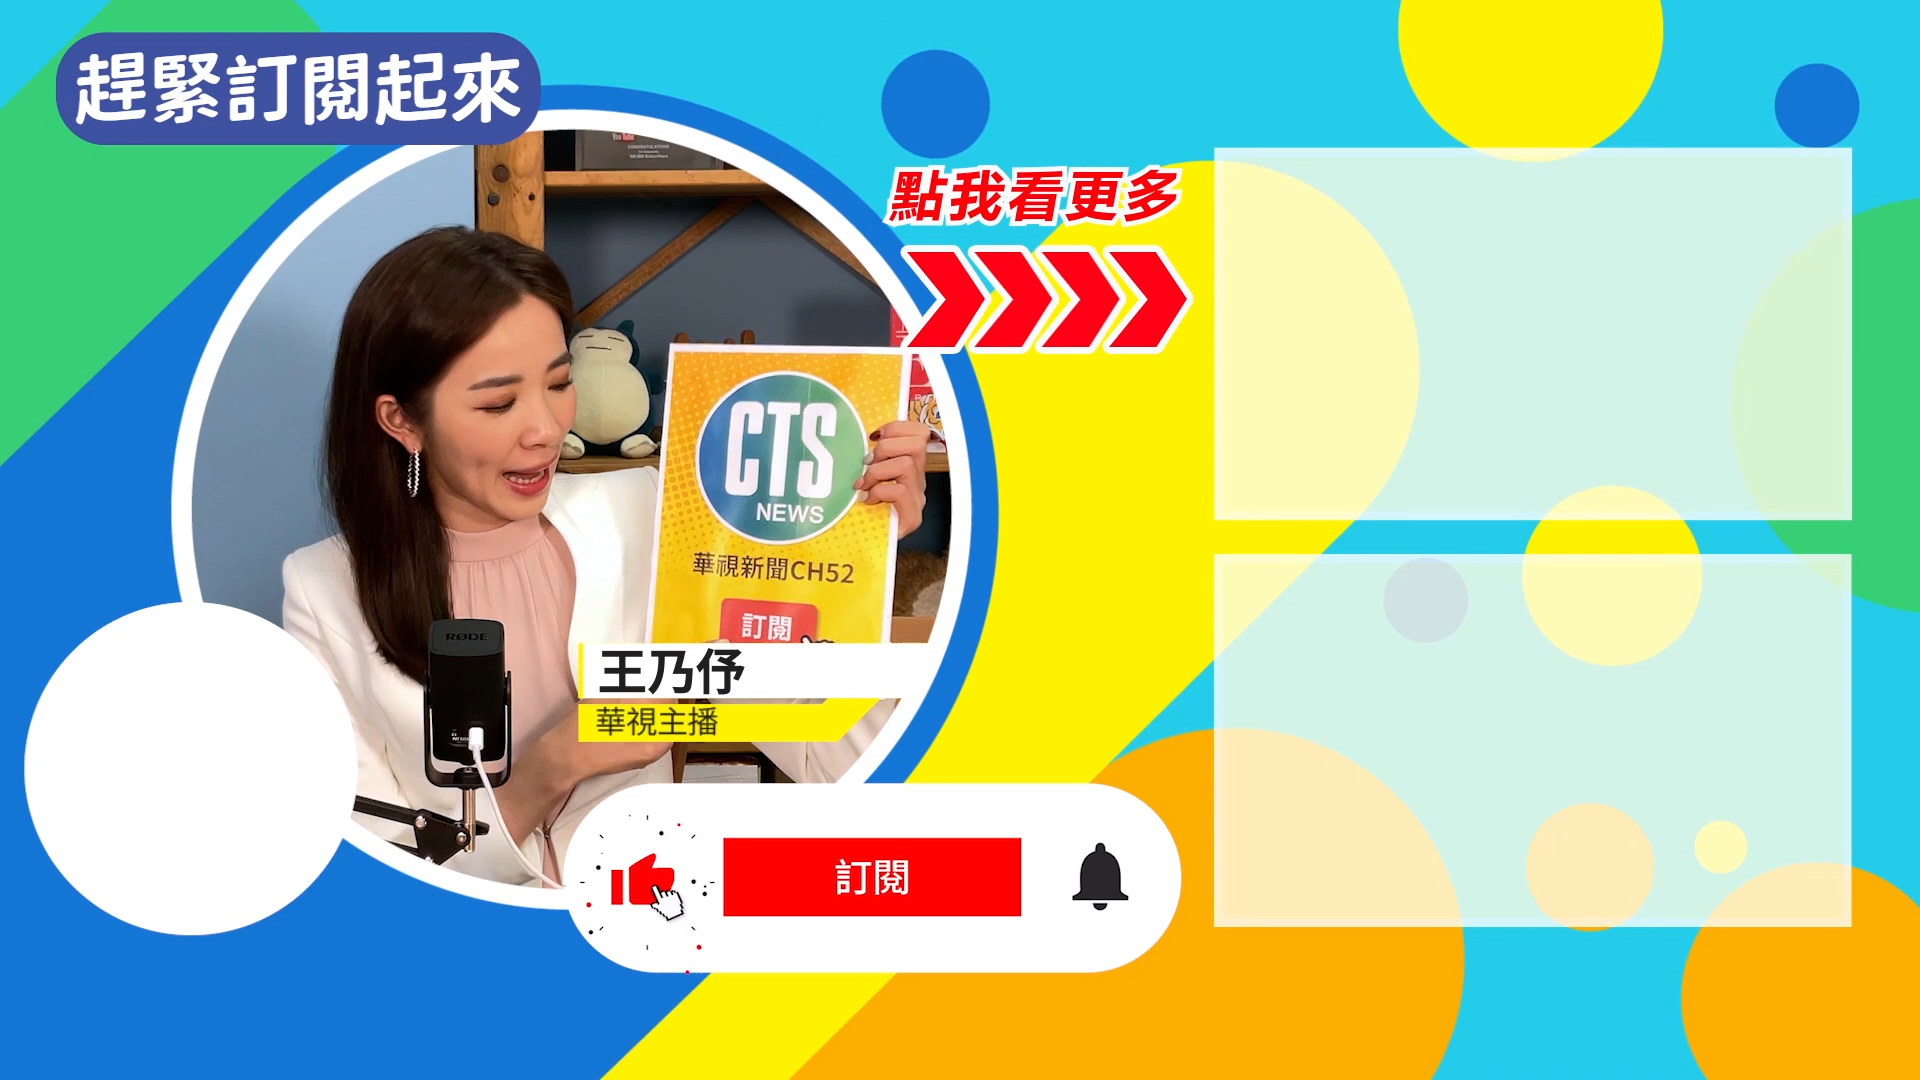 趕緊訂閱起來
CONGRATULATIONS
點我看更多
CTS
NEWS
華視新聞CH52
訂閱
RØDE
王乃伃
華視主播
訂閱